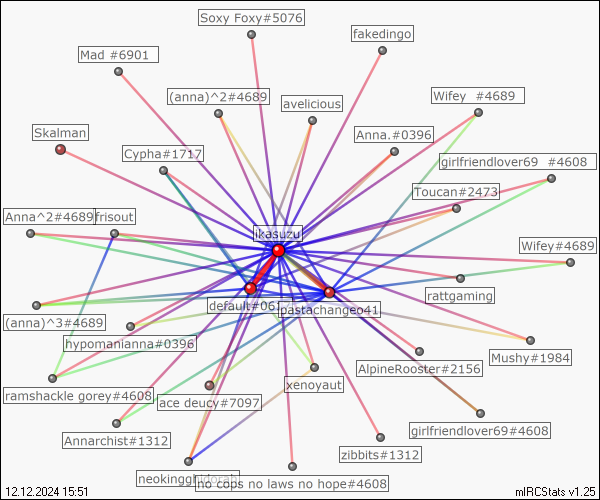 Soxy Foxy#5076
fakedingo
Mad #6901
(anna)^2#4689
avelicious
Wifey #4689
Skalman
Cypha#1717
Anna.#0396
girlfriendlover69 #4608
Toucan#2473
Anna^2#4689
frisout
ikasuzu
Wifey#4689
rattgaming
pastachangeo41
(anna)^3#4689
hypomanianna#0396
Mushy#1984
AlpineRooster#2156
ramshackle gorey#4608
ace deucy#7097
xenoyaut
girlfriendlover69#4608
Annarchist#1312
zibbits#1312
no cops no laws no hope#4608
12.12.2024 15:51
mIRCStats v1.25